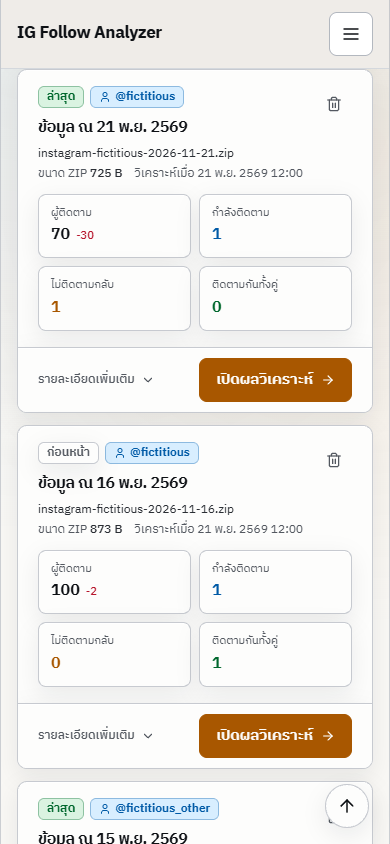 IG Follow Analyzer
ล่าสุด @fictitious
ข้อมูล ณ 21 พ.ย. 2569
instagram-fictitious-2026-11-21.zip
ขนาด ZIP 725 B วิเคราะห์เมื่อ 21 พ.ย. 2569 12:00
ผู้ติดตาม กำลังติดตาม
70 -30 1
ไม่ติดตามกลับ ติดตามกันทั้งคู่
1 0
รายละเอียดเพิ่มเติม เปิดผลวิเคราะห์ →
ก่อนหน้า @fictitious
ข้อมูล ณ 16 พ.ย. 2569
instagram-fictitious-2026-11-16.zip
ขนาด ZIP 873 B วิเคราะห์เมื่อ 21 พ.ย. 2569 12:00
ผู้ติดตาม กำลังติดตาม
100 -2 1
ไม่ติดตามกลับ ติดตามกันทั้งคู่
0 1
รายละเอียดเพิ่มเติม เปิดผลวิเคราะห์ →
ล่าสุด @fictitious_other
ข้อมูล ณ 15 พ.ย. 2569